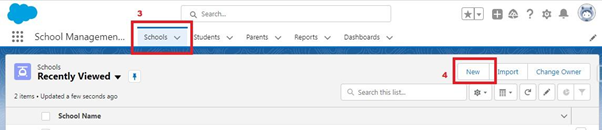 3
Search...
School Managemen...
Schools
Students
Parents
Reports
Dashboards
Schools
Recently Viewed
4
New
Import
Change Owner
2 items • Updated a few seconds ago
Search this list...
School Name